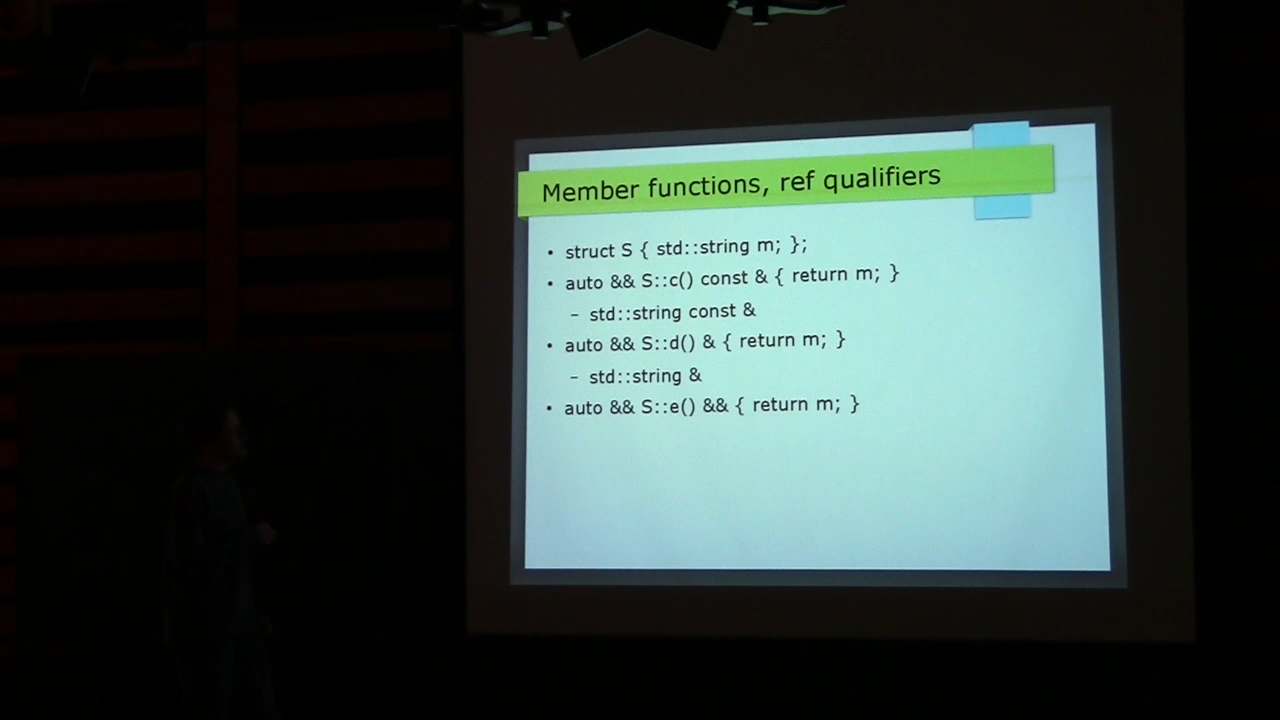 Member functions, ref qualifiers
• struct S { std::string m; };
• auto && S::c() const & { return m; }
– std::string const &
• auto && S::d() & { return m; }
– std::string &
• auto && S::e() && { return m; }